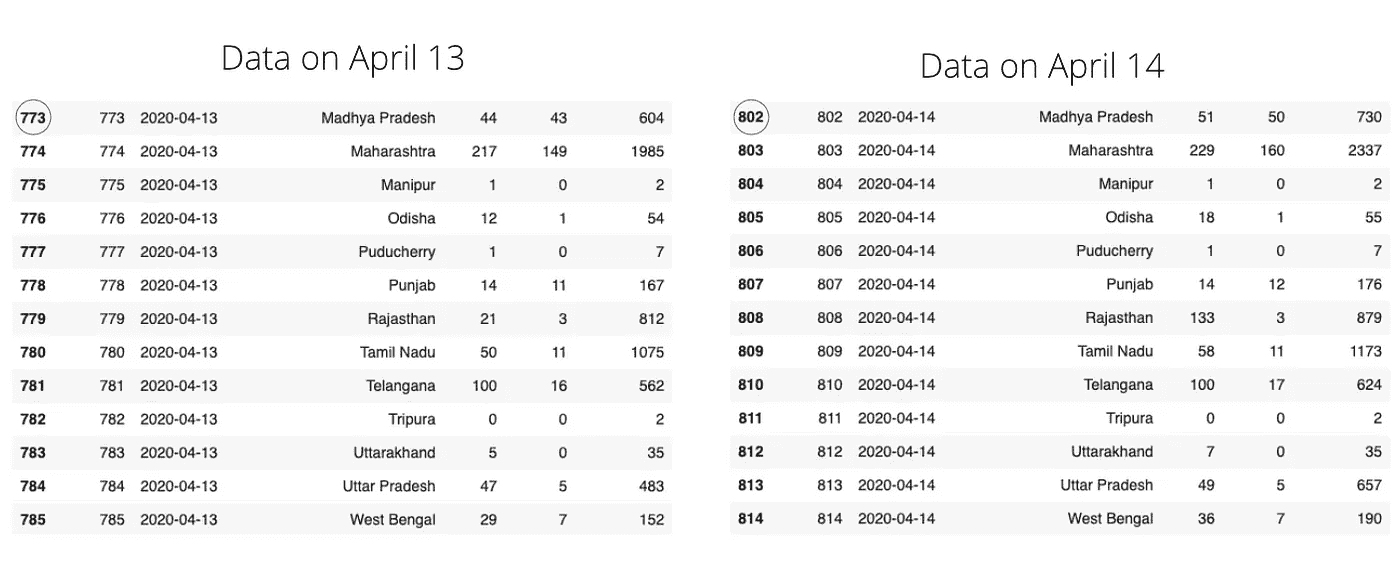 Data on April 13
773 773 2020-04-13 Madhya Pradesh 44 43 604
774 774 2020-04-13 Maharashtra 217 149 1985
775 775 2020-04-13 Manipur 1 0 2
776 776 2020-04-13 Odisha 12 1 54
777 777 2020-04-13 Puducherry 1 0 7
778 778 2020-04-13 Punjab 14 11 167
779 779 2020-04-13 Rajasthan 21 3 812
780 780 2020-04-13 Tamil Nadu 50 11 1075
781 781 2020-04-13 Telangana 100 16 562
782 782 2020-04-13 Tripura 0 0 2
783 783 2020-04-13 Uttarakhand 5 0 35
784 784 2020-04-13 Uttar Pradesh 47 5 483
785 785 2020-04-13 West Bengal 29 7 152
Data on April 14
802 802 2020-04-14 Madhya Pradesh 51 50 730
803 803 2020-04-14 Maharashtra 229 160 2337
804 804 2020-04-14 Manipur 1 0 2
805 805 2020-04-14 Odisha 18 1 55
806 806 2020-04-14 Puducherry 1 0 7
807 807 2020-04-14 Punjab 14 12 176
808 808 2020-04-14 Rajasthan 133 3 879
809 809 2020-04-14 Tamil Nadu 58 11 1173
810 810 2020-04-14 Telangana 100 17 624
811 811 2020-04-14 Tripura 0 0 2
812 812 2020-04-14 Uttarakhand 7 0 35
813 813 2020-04-14 Uttar Pradesh 49 5 657
814 814 2020-04-14 West Bengal 36 7 190